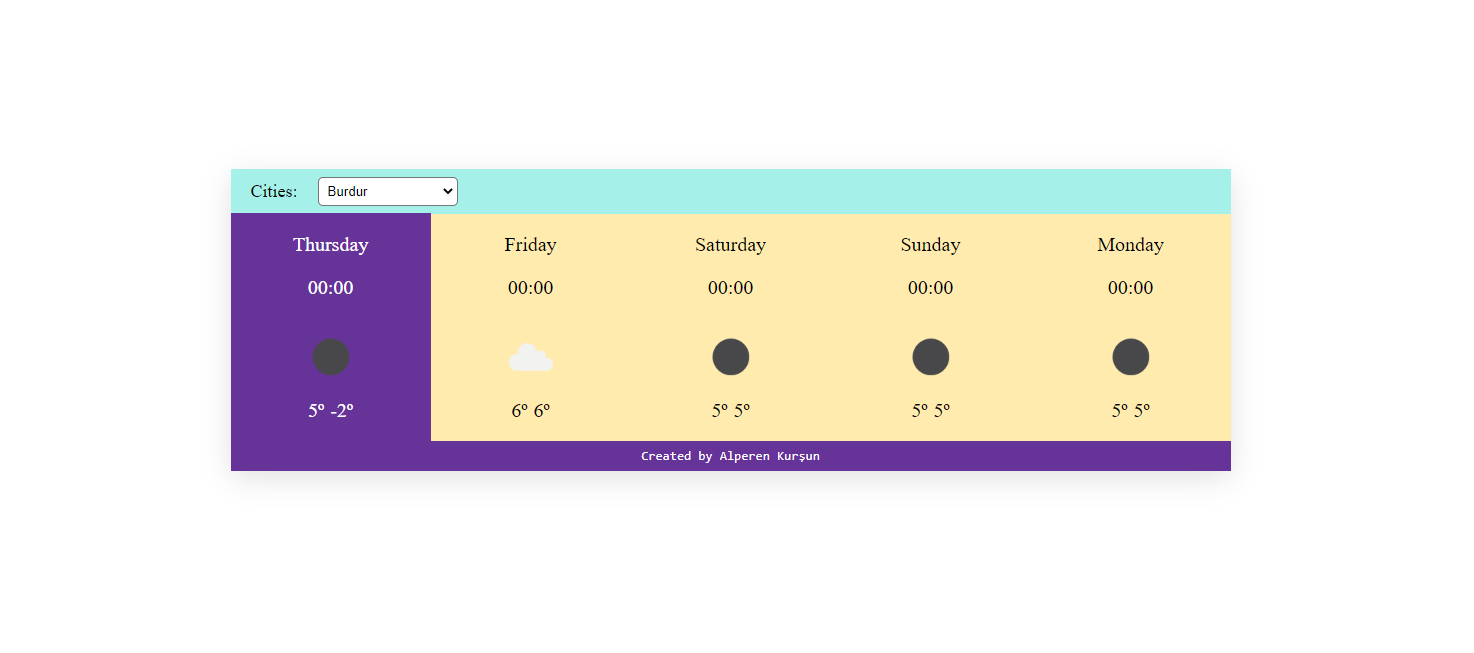 Cities: Burdur
Thursday Friday Saturday Sunday Monday
00:00 00:00 00:00 00:00 00:00
5º -2º 6º 6º 5º 5º 5º 5º 5º 5º
Created by Alperen Kurşun